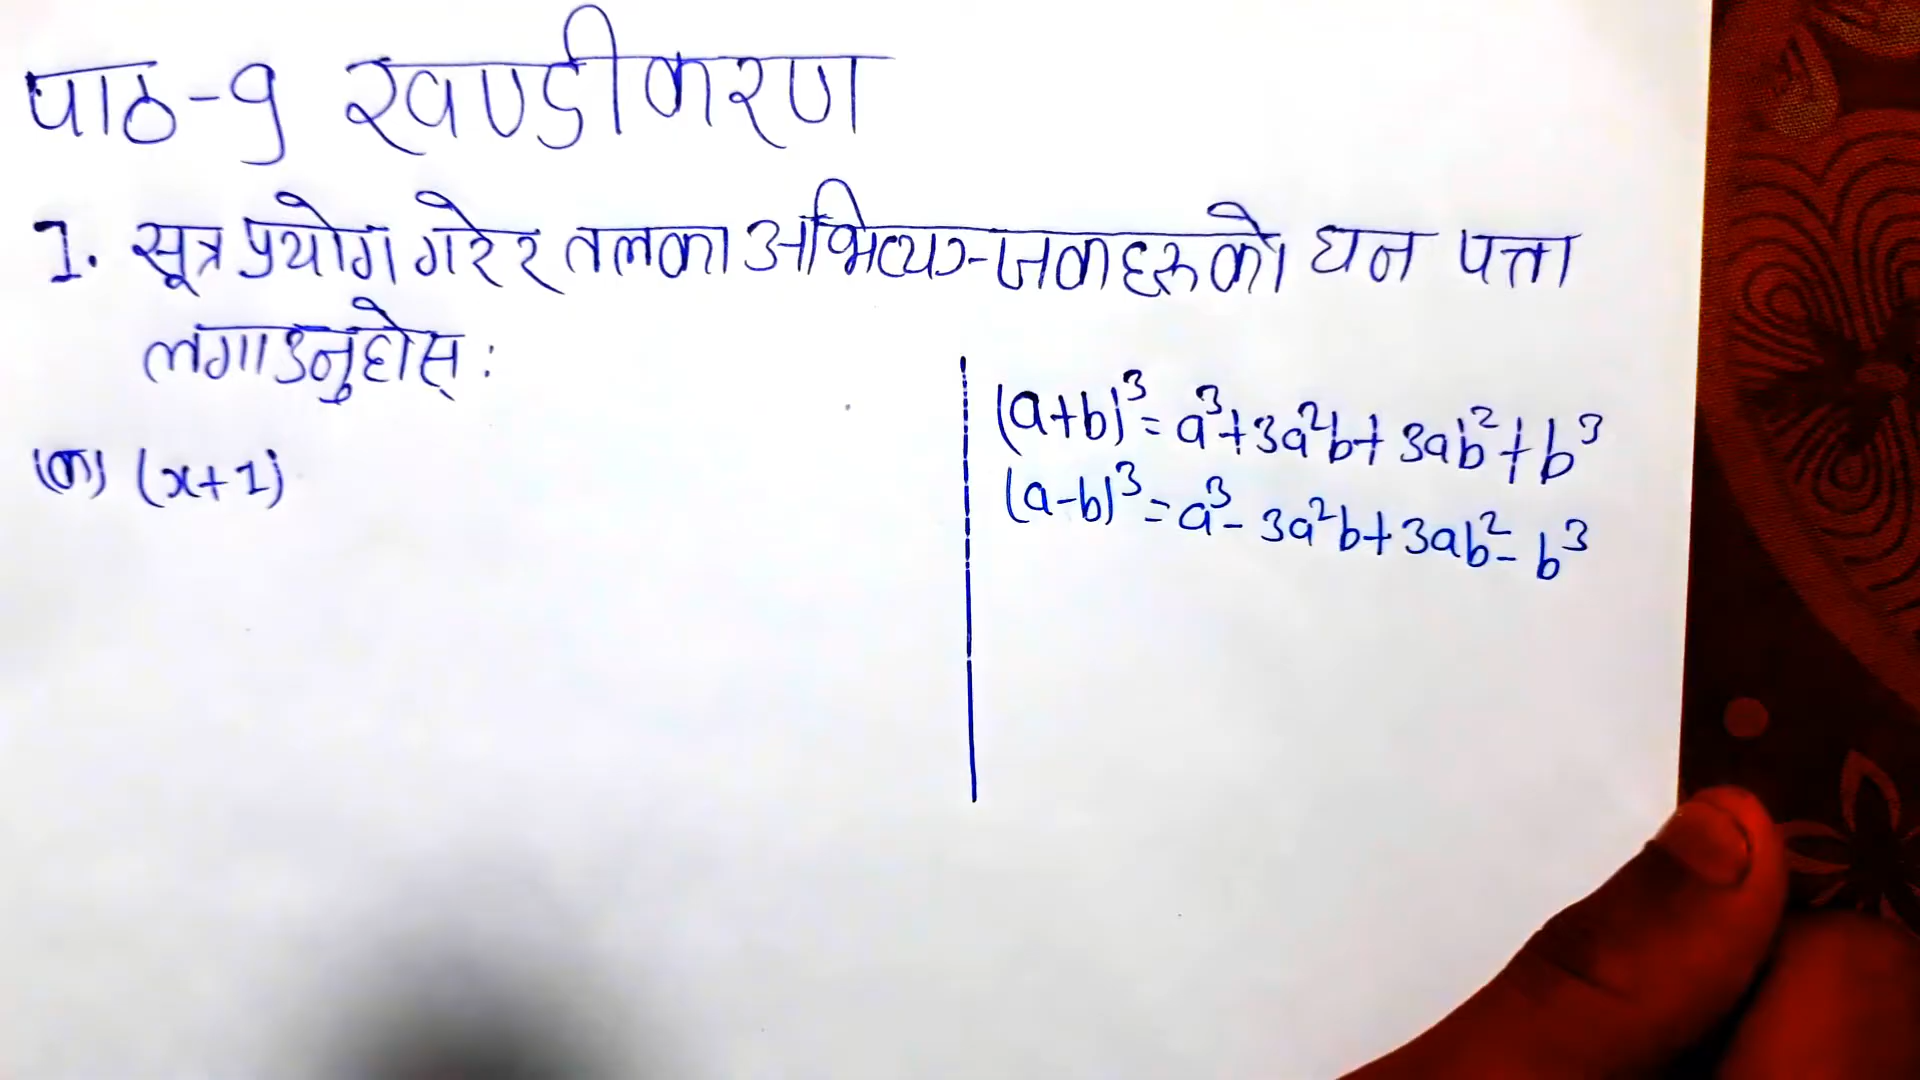 पाठ-9 खण्डीकरण
1. सूत्र प्रयोग गरेर तलका अभिव्यञ्जकहरुको घन पत्ता
लगाउनुहोस् :
(क) (x+1)
(a+b)³ = a³+3a²b+3ab²+b³
(a-b)³ = a³-3a²b+3ab²-b³